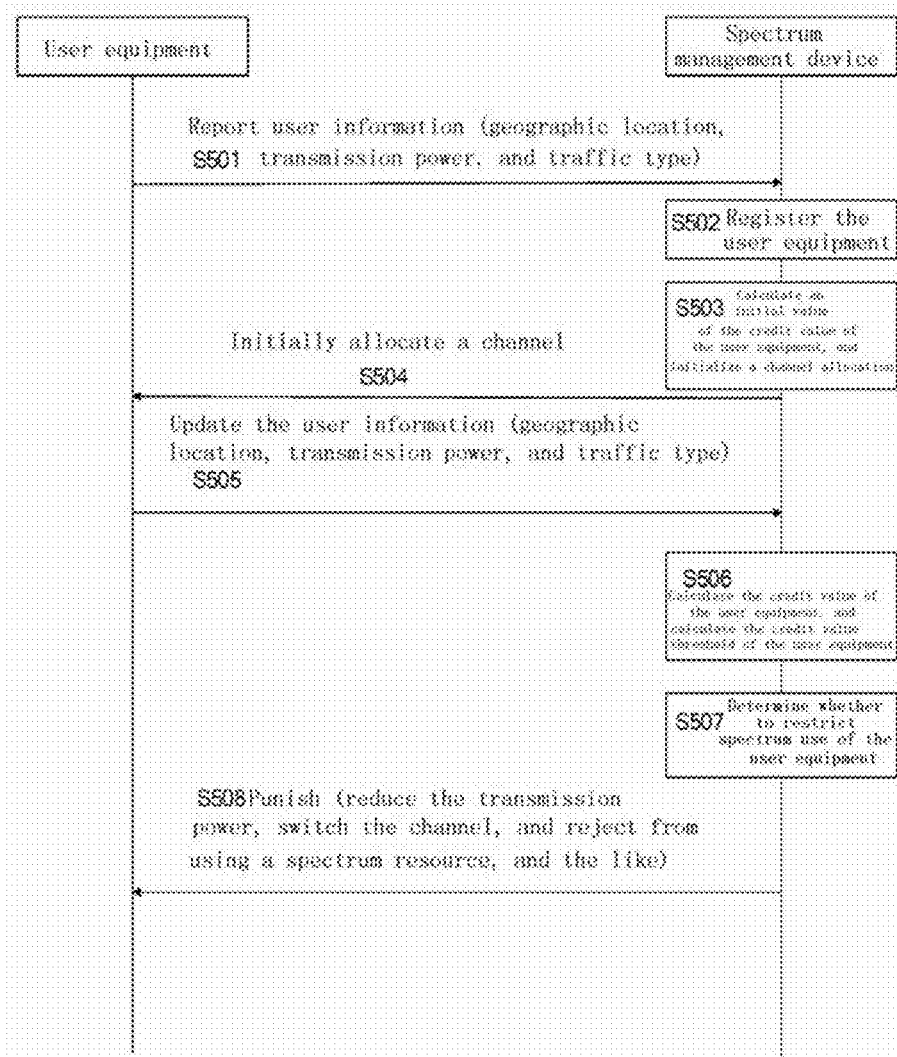 User equipment
Spectrum
management device
Report user information (geographic location,
S501 transmission power, and traffic type)
S502 Register the
user equipment
S503 Calculate an
initial value
of the credit value of
the user equipment, and
initialize a channel allocation
Initially allocate a channel
S504
Update the user information (geographic
location, transmission power, and traffic type)
S505
S506
Calculate the credit value of
the user equipment, and
calculate the credit value
threshold of the user equipment
S507 Determine whether
to restrict
spectrum use of the
user equipment
S508 Punish (reduce the transmission
power, switch the channel, and reject from
using a spectrum resource, and the like)